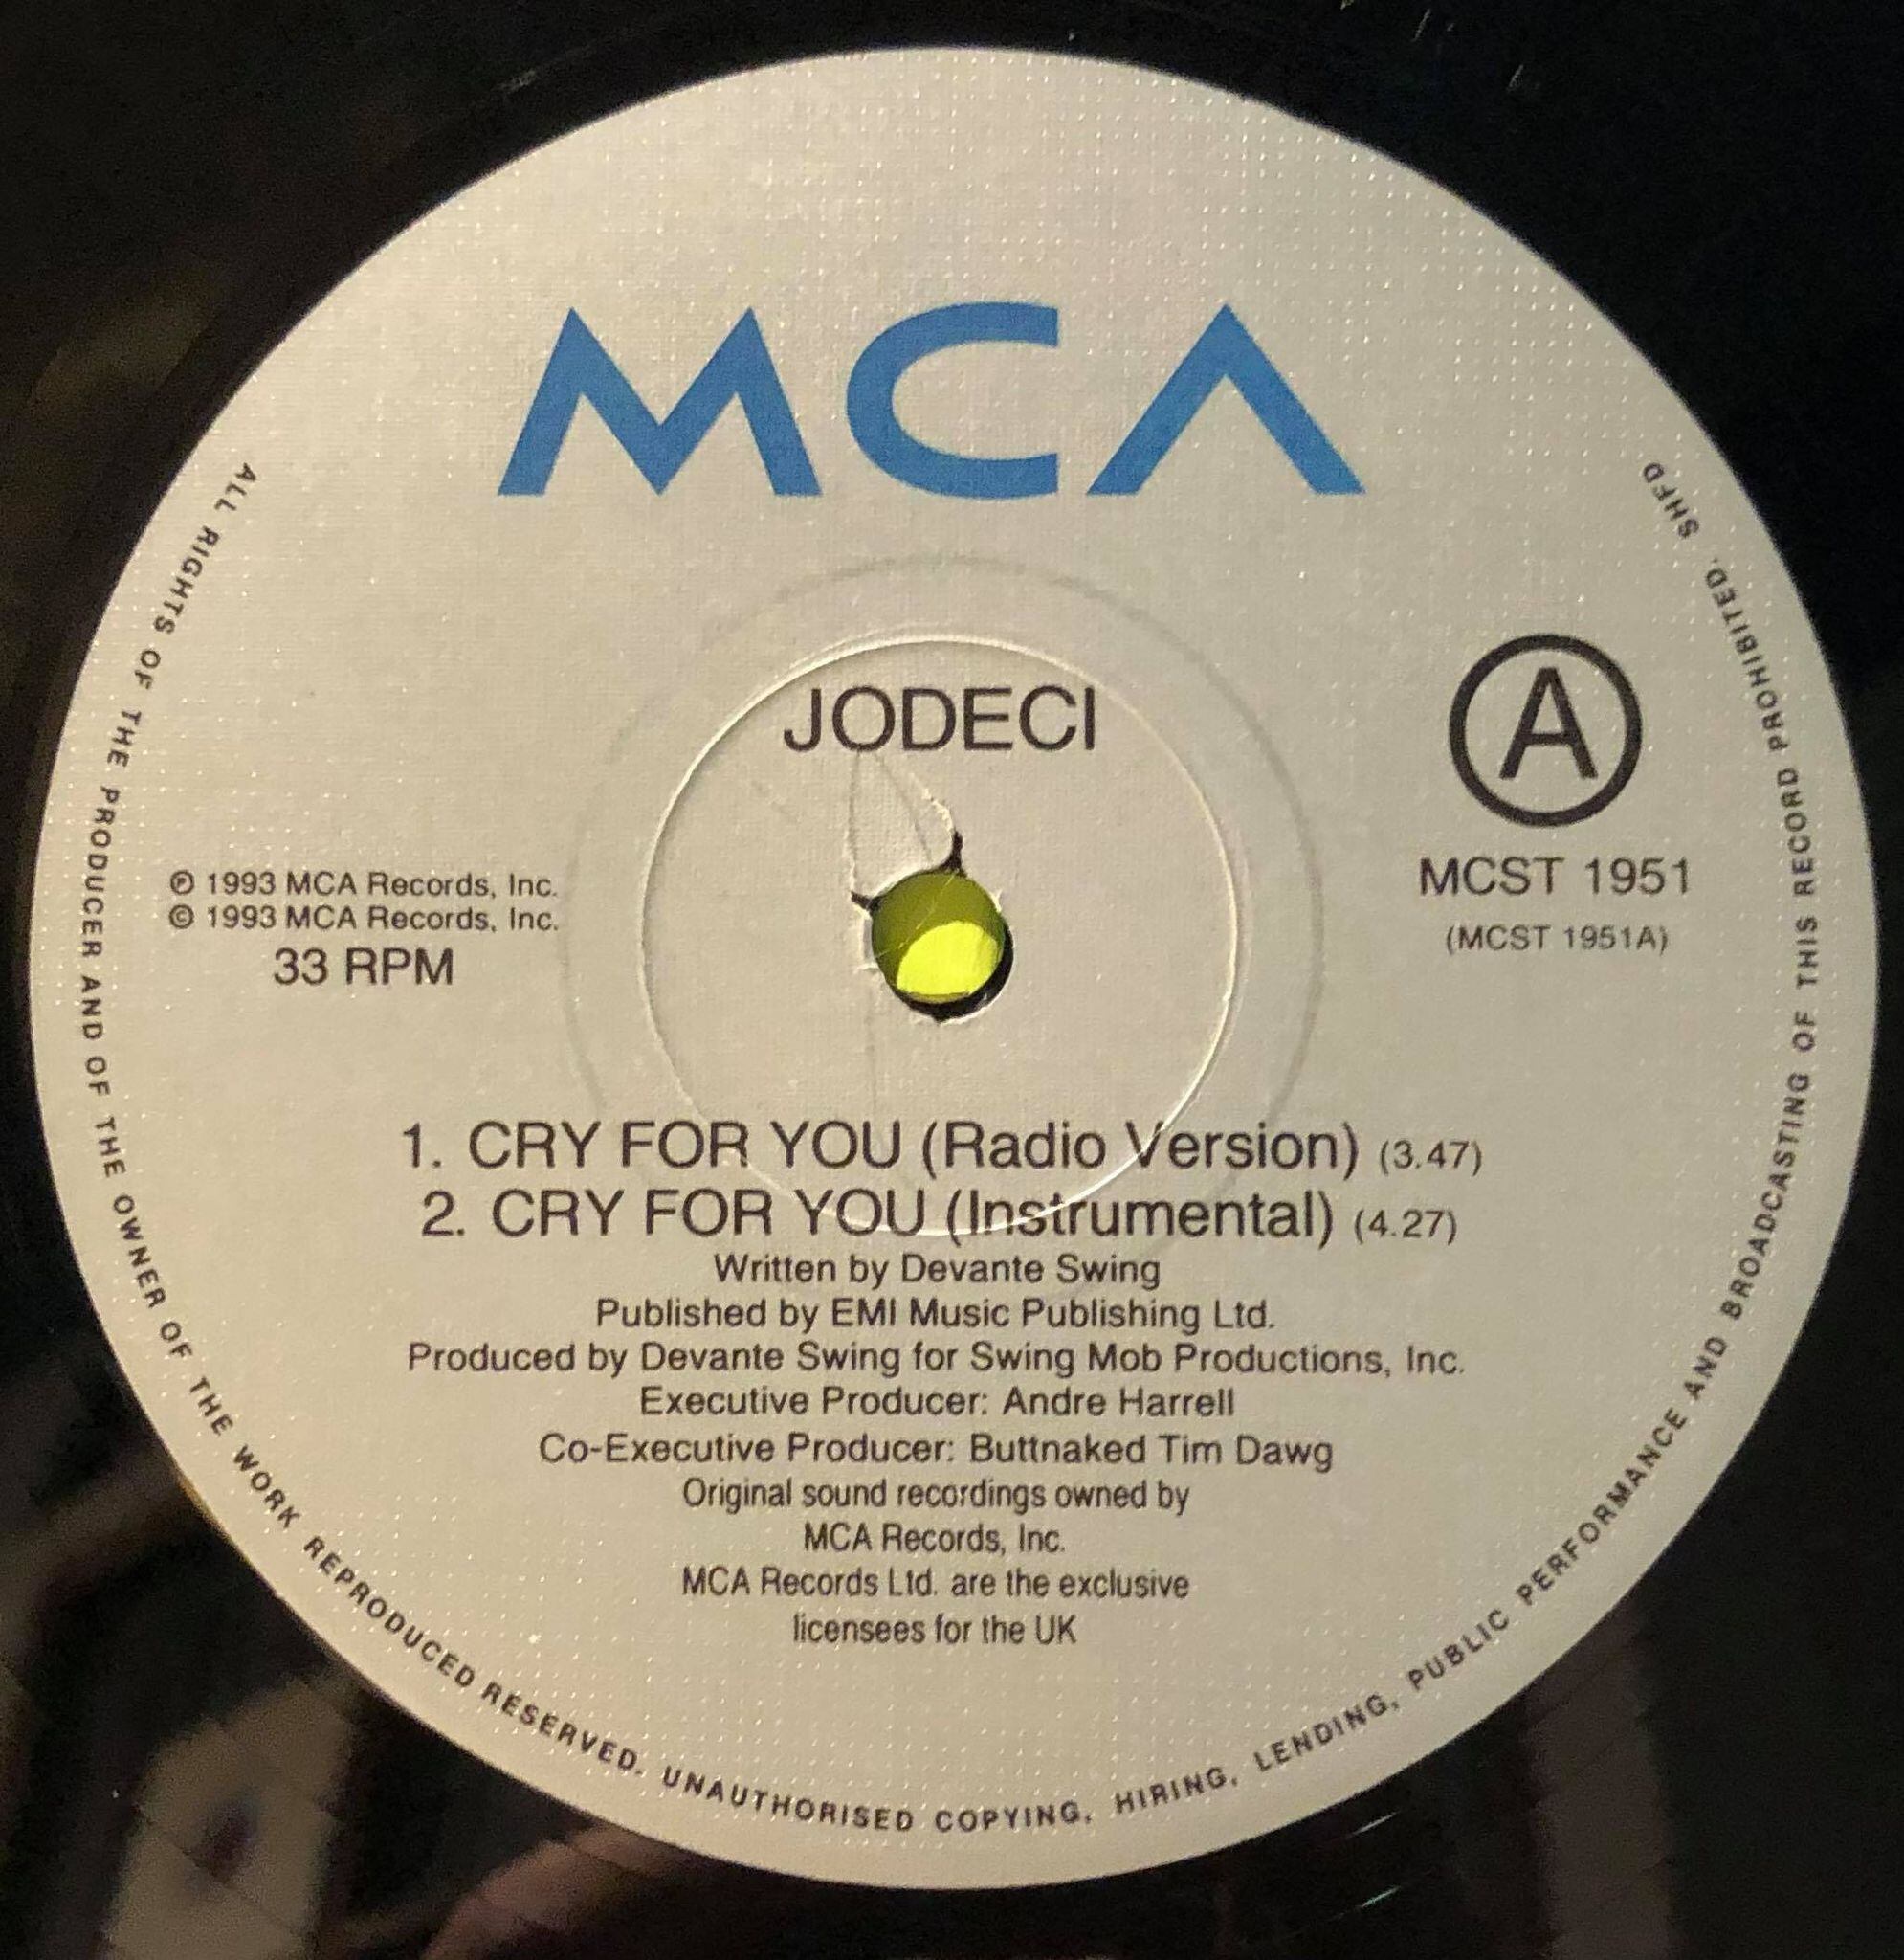 MCA
JODECI
A
MCST 1951
(MCST 1951A)
℗ 1993 MCA Records, Inc.
© 1993 MCA Records, Inc.
33 RPM
1. CRY FOR YOU (Radio Version) (3.47)
2. CRY FOR YOU (Instrumental) (4.27)
Written by Devante Swing
Published by EMI Music Publishing Ltd.
Produced by Devante Swing for Swing Mob Productions, Inc.
Executive Producer: Andre Harrell
Co-Executive Producer: Buttnaked Tim Dawg
Original sound recordings owned by
MCA Records, Inc.
MCA Records Ltd. are the exclusive
licensees for the UK
ALL RIGHTS OF THE PRODUCER AND OF THE OWNER OF THE WORK REPRODUCED RESERVED. UNAUTHORISED COPYING, HIRING, LENDING, PUBLIC PERFORMANCE AND BROADCASTING OF THIS RECORD PROHIBITED. SHFD